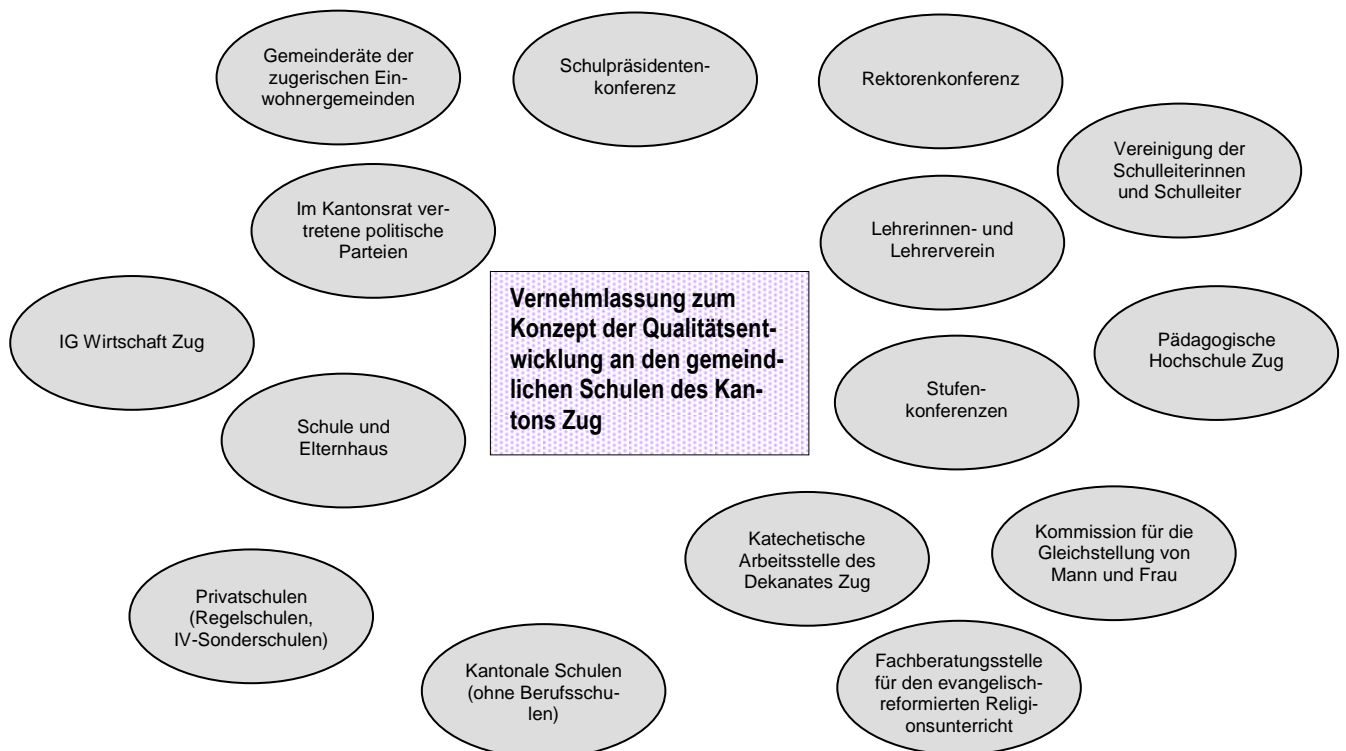 Gemeinderäte der
zugerischen Ein-
wohnergemeinden
Schulpräsidenten-
konferenz
Rektorenkonferenz
Vereinigung der
Schulleiterinnen
und Schulleiter
Im Kantonsrat ver-
tretene politische
Parteien
Lehrerinnen- und
Lehrerverein
IG Wirtschaft Zug
Vernehmlassung zum
Konzept der Qualitätsent-
wicklung an den gemeind-
lichen Schulen des Kan-
tons Zug
Pädagogische
Hochschule Zug
Stufen-
konferenzen
Schule und
Elternhaus
Katechetische
Arbeitsstelle des
Dekanates Zug
Kommission für die
Gleichstellung von
Mann und Frau
Privatschulen
(Regelschulen,
IV-Sonderschulen)
Kantonale Schulen
(ohne Berufsschu-
len)
Fachberatungsstelle
für den evangelisch-
reformierten Religi-
onsunterricht